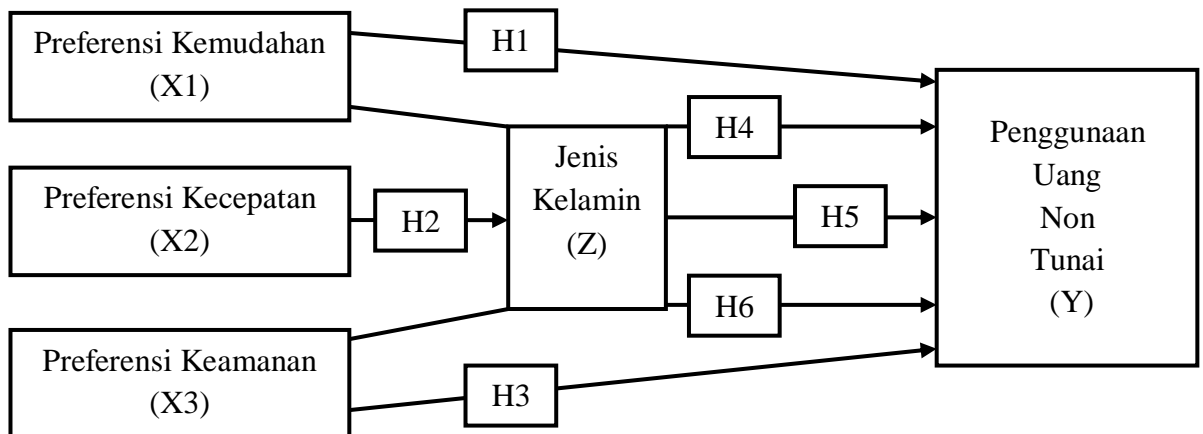 Preferensi Kemudahan
(X1)
H1
Preferensi Kecepatan
(X2)
H2
Preferensi Keamanan
(X3)
H3
Jenis
Kelamin
(Z)
H4
H5
H6
Penggunaan
Uang
Non
Tunai
(Y)